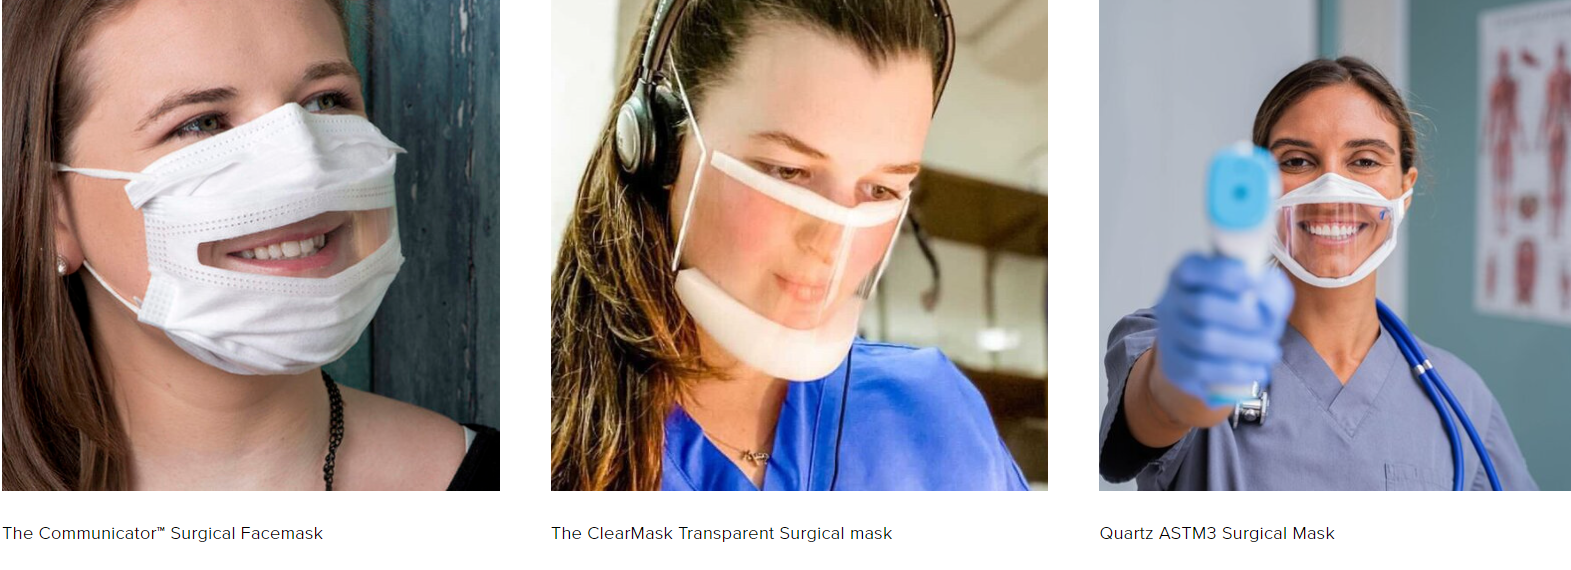 The Communicator™ Surgical Facemask
The ClearMask Transparent Surgical mask
Quartz ASTM3 Surgical Mask